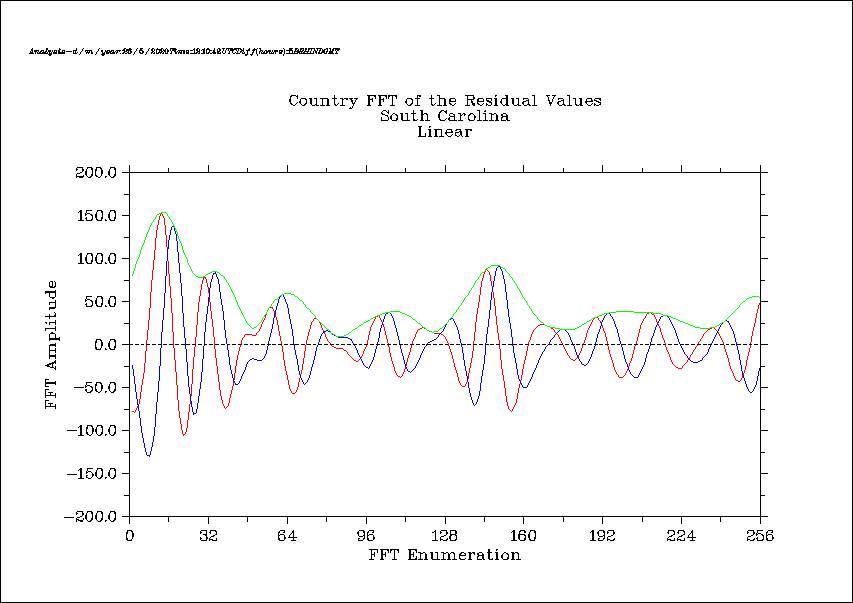 Country FFT of the Residual Values
South Carolina
Linear
200.0
150.0
100.0
50.0
0.0
−50.0
−100.0
−150.0
−200.0
FFT Amplitude
0 32 64 96 128 160 192 224 256
FFT Enumeration